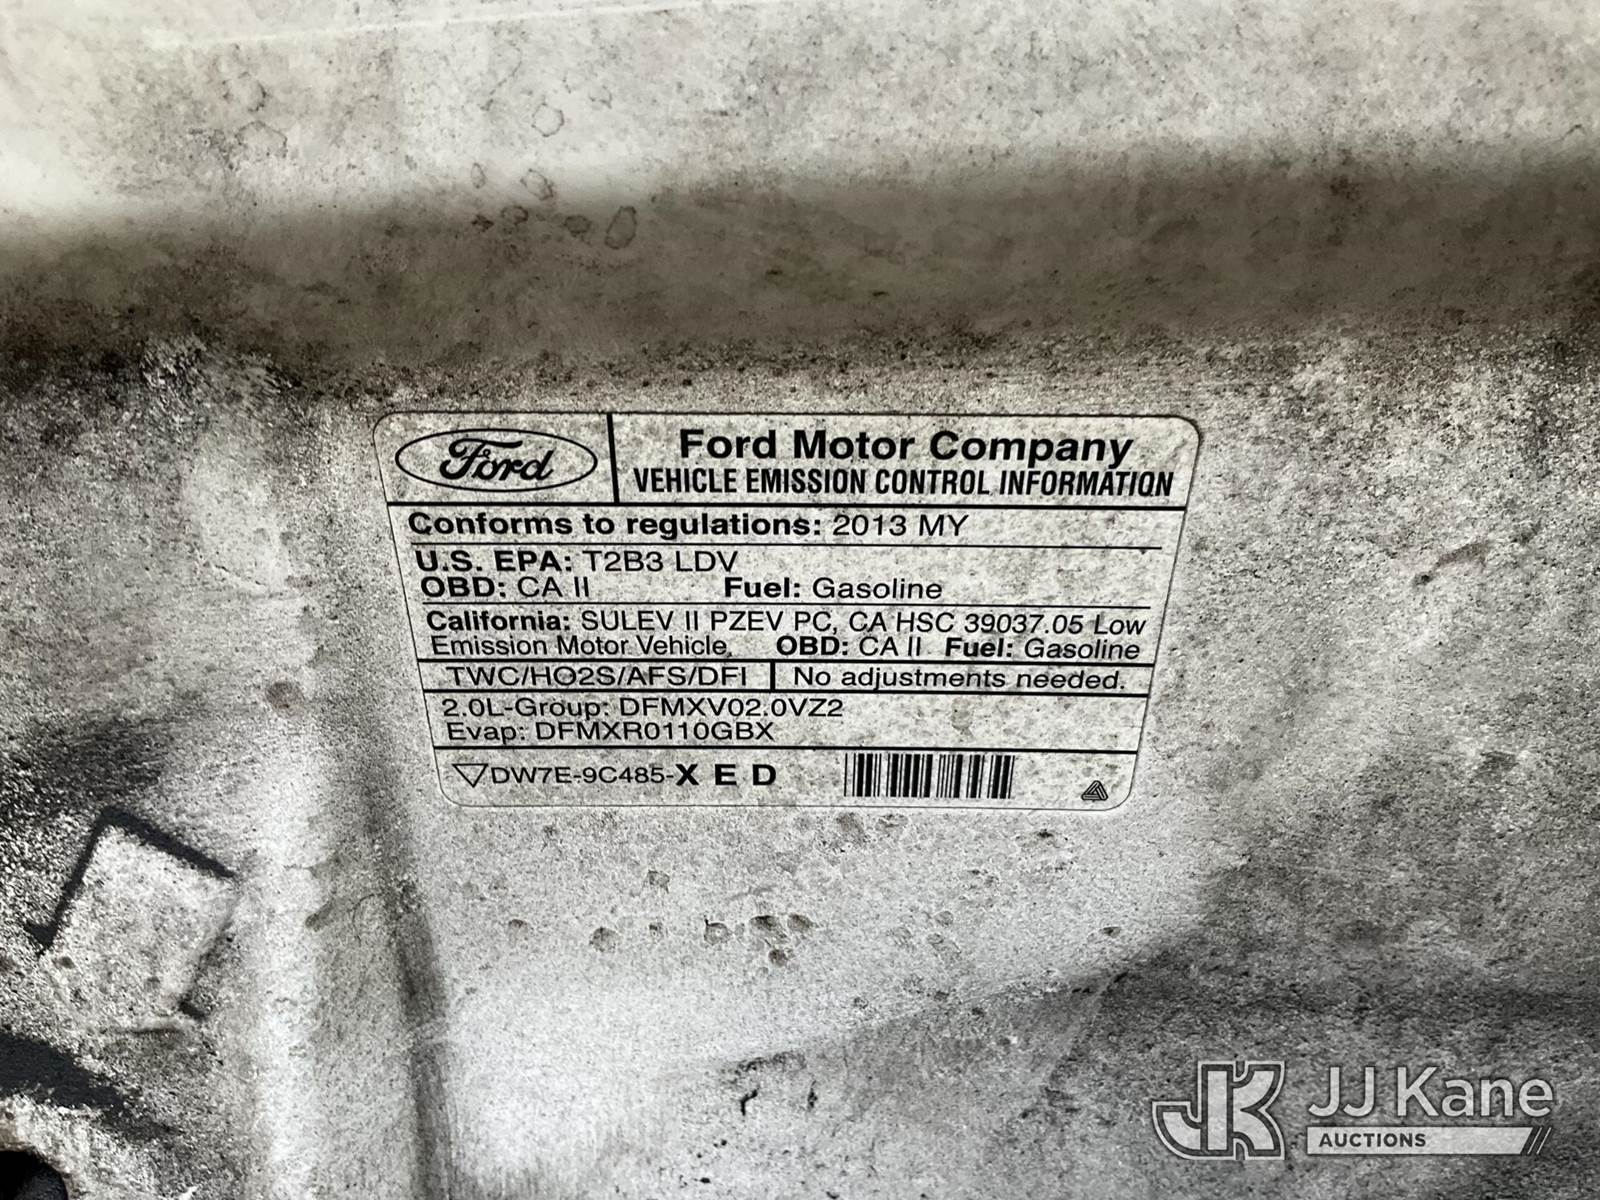 Ford
Ford Motor Company
VEHICLE EMISSION CONTROL INFORMATION
Conforms to regulations: 2013 MY
U.S. EPA: T2B3 LDV
OBD: CA II Fuel: Gasoline
California: SULEV II PZEV PC, CA HSC 39037.05 Low
Emission Motor Vehicle. OBD: CA II Fuel: Gasoline
TWC/HO2S/AFS/DFI No adjustments needed.
2.0L-Group: DFMXV02.0VZ2
Evap: DFMXR0110GBX
DW7E-9C485-X E D
JK JJ Kane
AUCTIONS